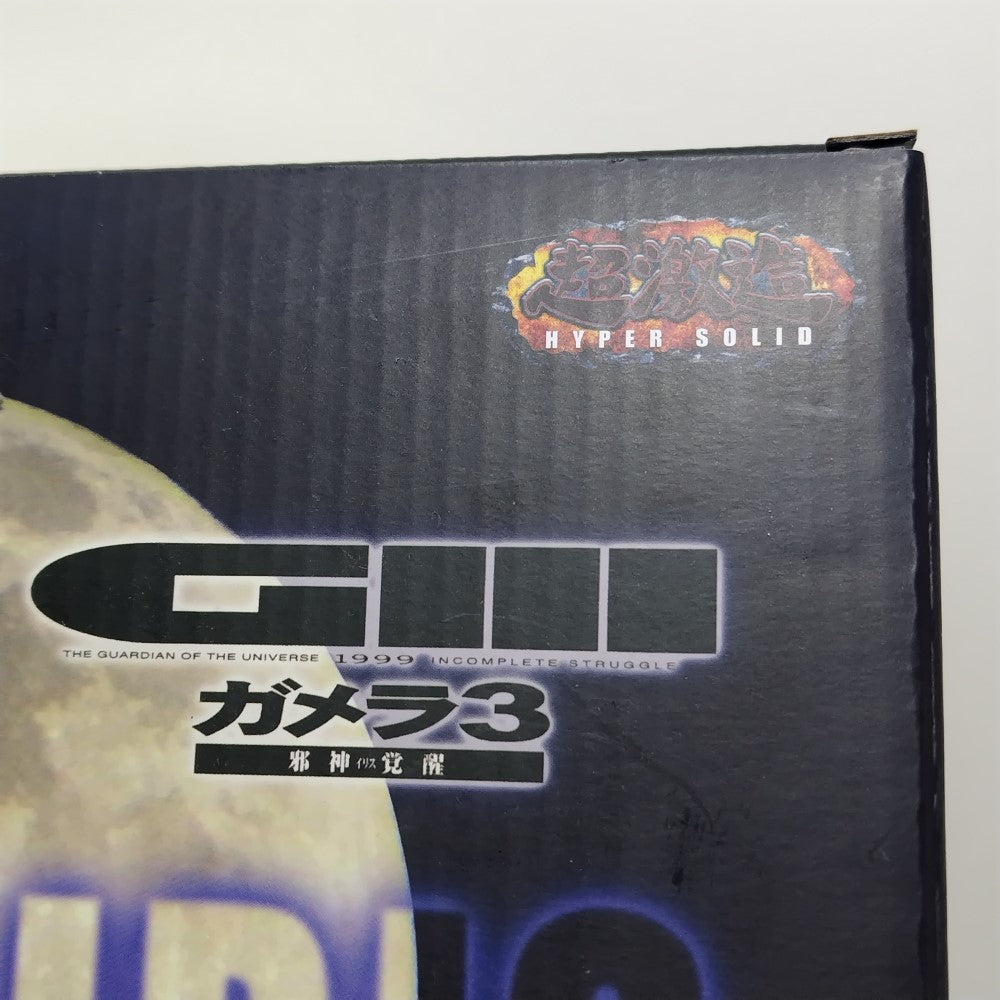 超激造
HYPER SOLID
GIII
THE GUARDIAN OF THE UNIVERSE 1999 INCOMPLETE STRUGGLE
ガメラ3
邪神イリス覚醒